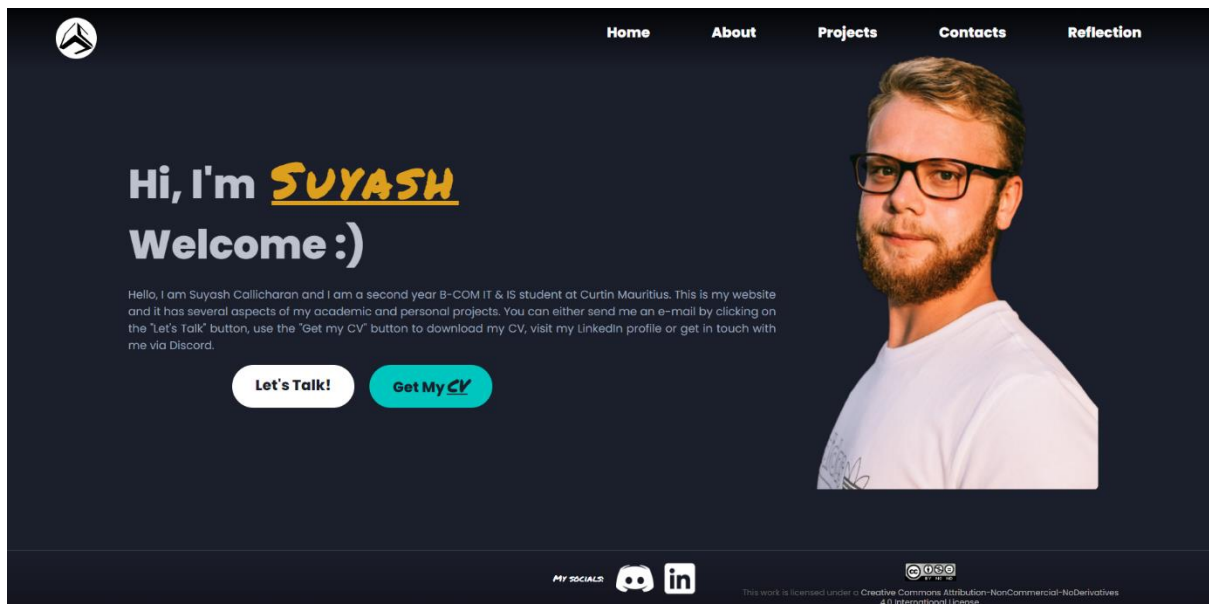 Home About Projects Contacts Reflection
Hi, I'm SUYASH
Welcome :)
Hello, I am Suyash Callicharan and I am a second year B-COM IT & IS student at Curtin Mauritius. This is my website
and it has several aspects of my academic and personal projects. You can either send me an e-mail by clicking on
the "Let's Talk" button, use the "Get my CV" button to download my CV, visit my LinkedIn profile or get in touch with
me via Discord.
Let's Talk! Get My CV
MY SOCIALS: in
cc BY NC ND
This work is licensed under a Creative Commons Attribution-NonCommercial-NoDerivatives
4.0 International License